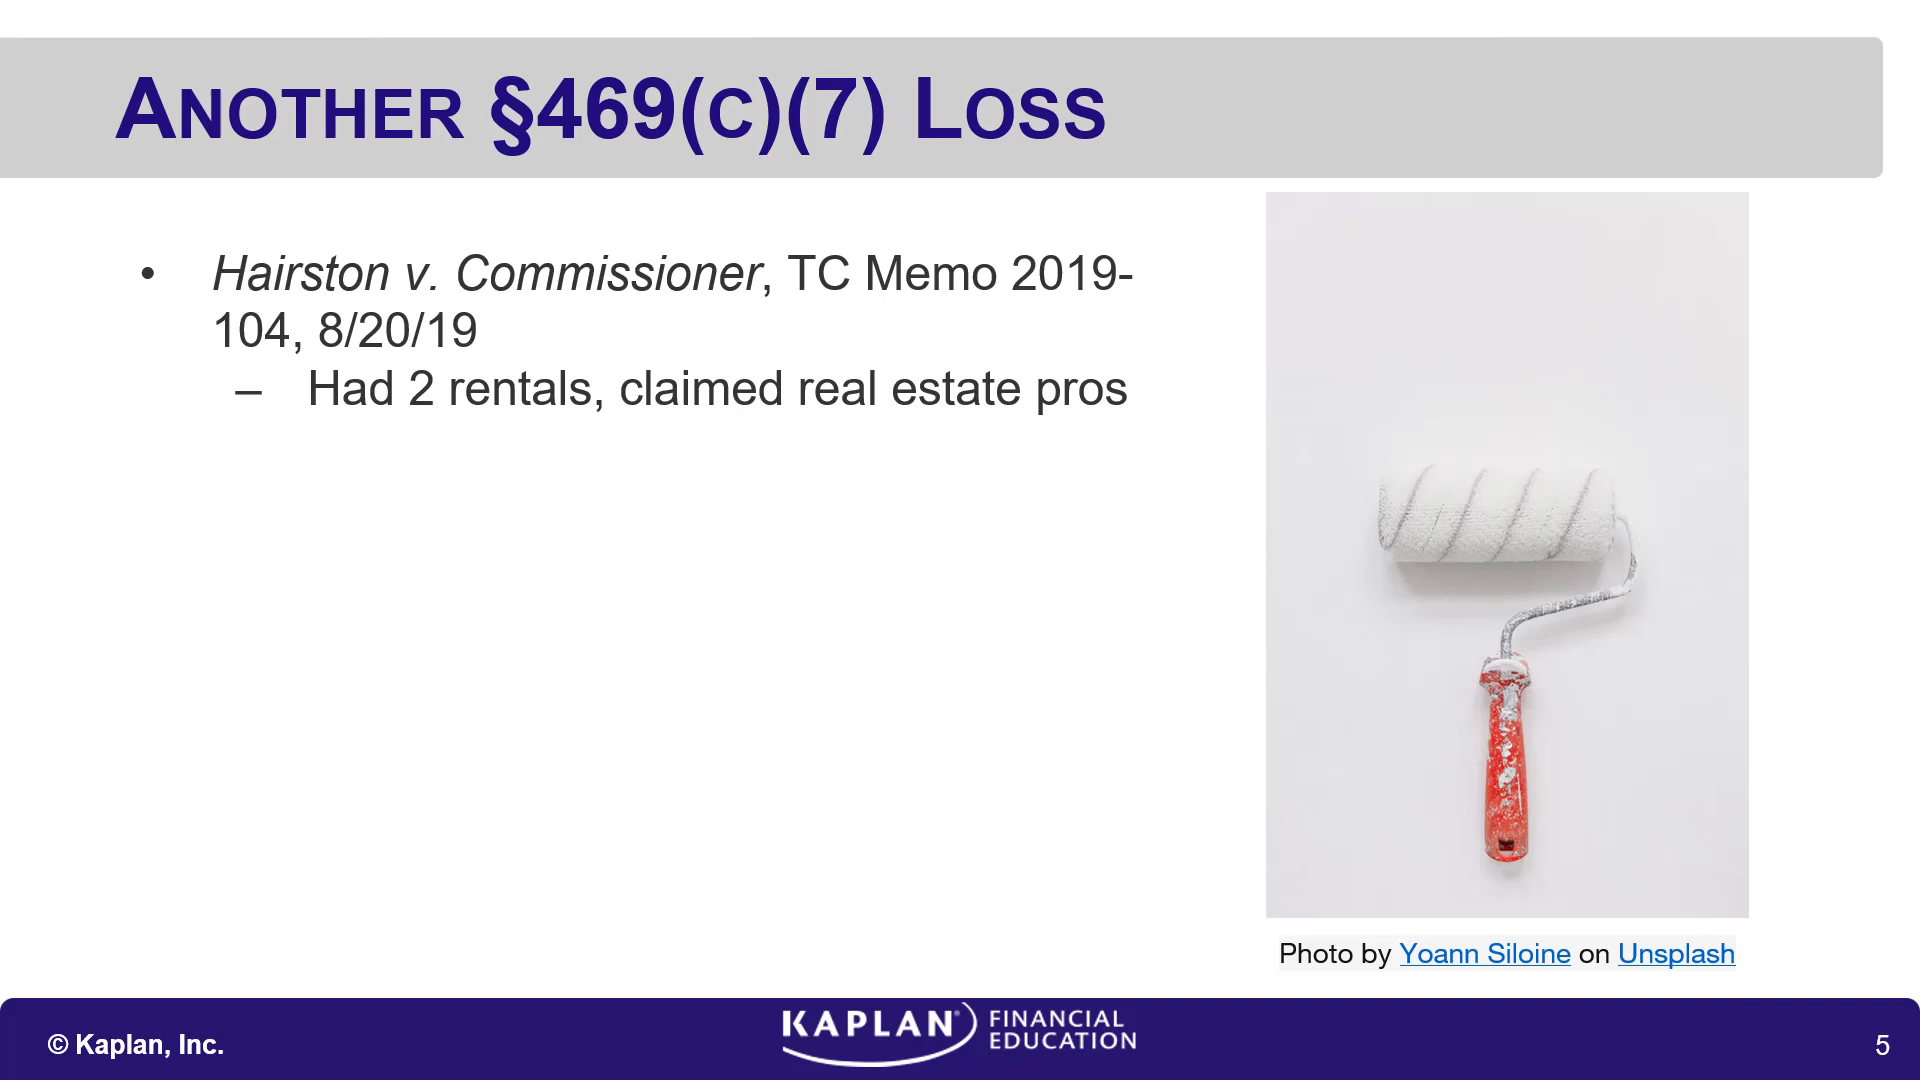 ANOTHER §469(C)(7) LOSS
• Hairston v. Commissioner, TC Memo 2019-
104, 8/20/19
– Had 2 rentals, claimed real estate pros
Photo by Yoann Siloine on Unsplash
© Kaplan, Inc.
KAPLAN® FINANCIAL
EDUCATION
5